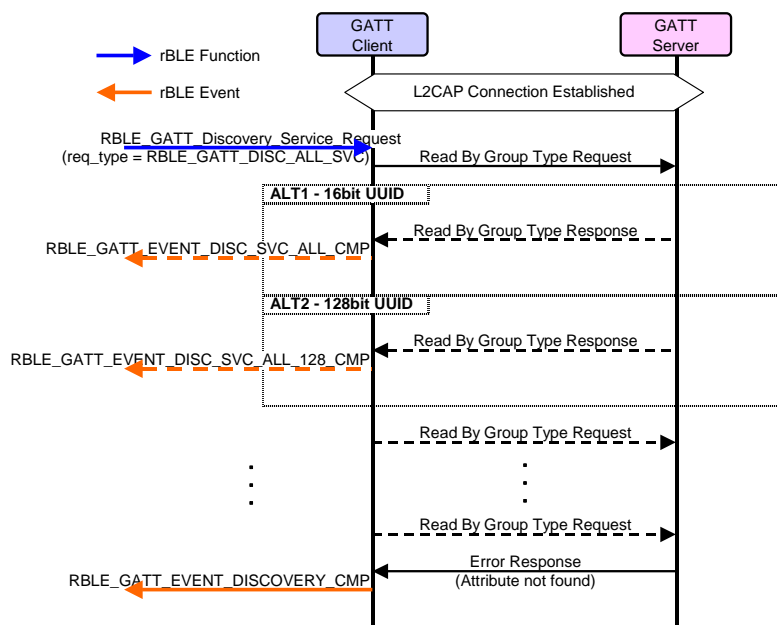 GATT
Client
GATT
Server
rBLE Function
rBLE Event
L2CAP Connection Established
RBLE_GATT_Discovery_Service_Request
(req_type = RBLE_GATT_DISC_ALL_SVC)
Read By Group Type Request
ALT1 - 16bit UUID
Read By Group Type Response
RBLE_GATT_EVENT_DISC_SVC_ALL_CMP
ALT2 - 128bit UUID
Read By Group Type Response
RBLE_GATT_EVENT_DISC_SVC_ALL_128_CMP
Read By Group Type Request
Read By Group Type Request
Error Response
(Attribute not found)
RBLE_GATT_EVENT_DISCOVERY_CMP